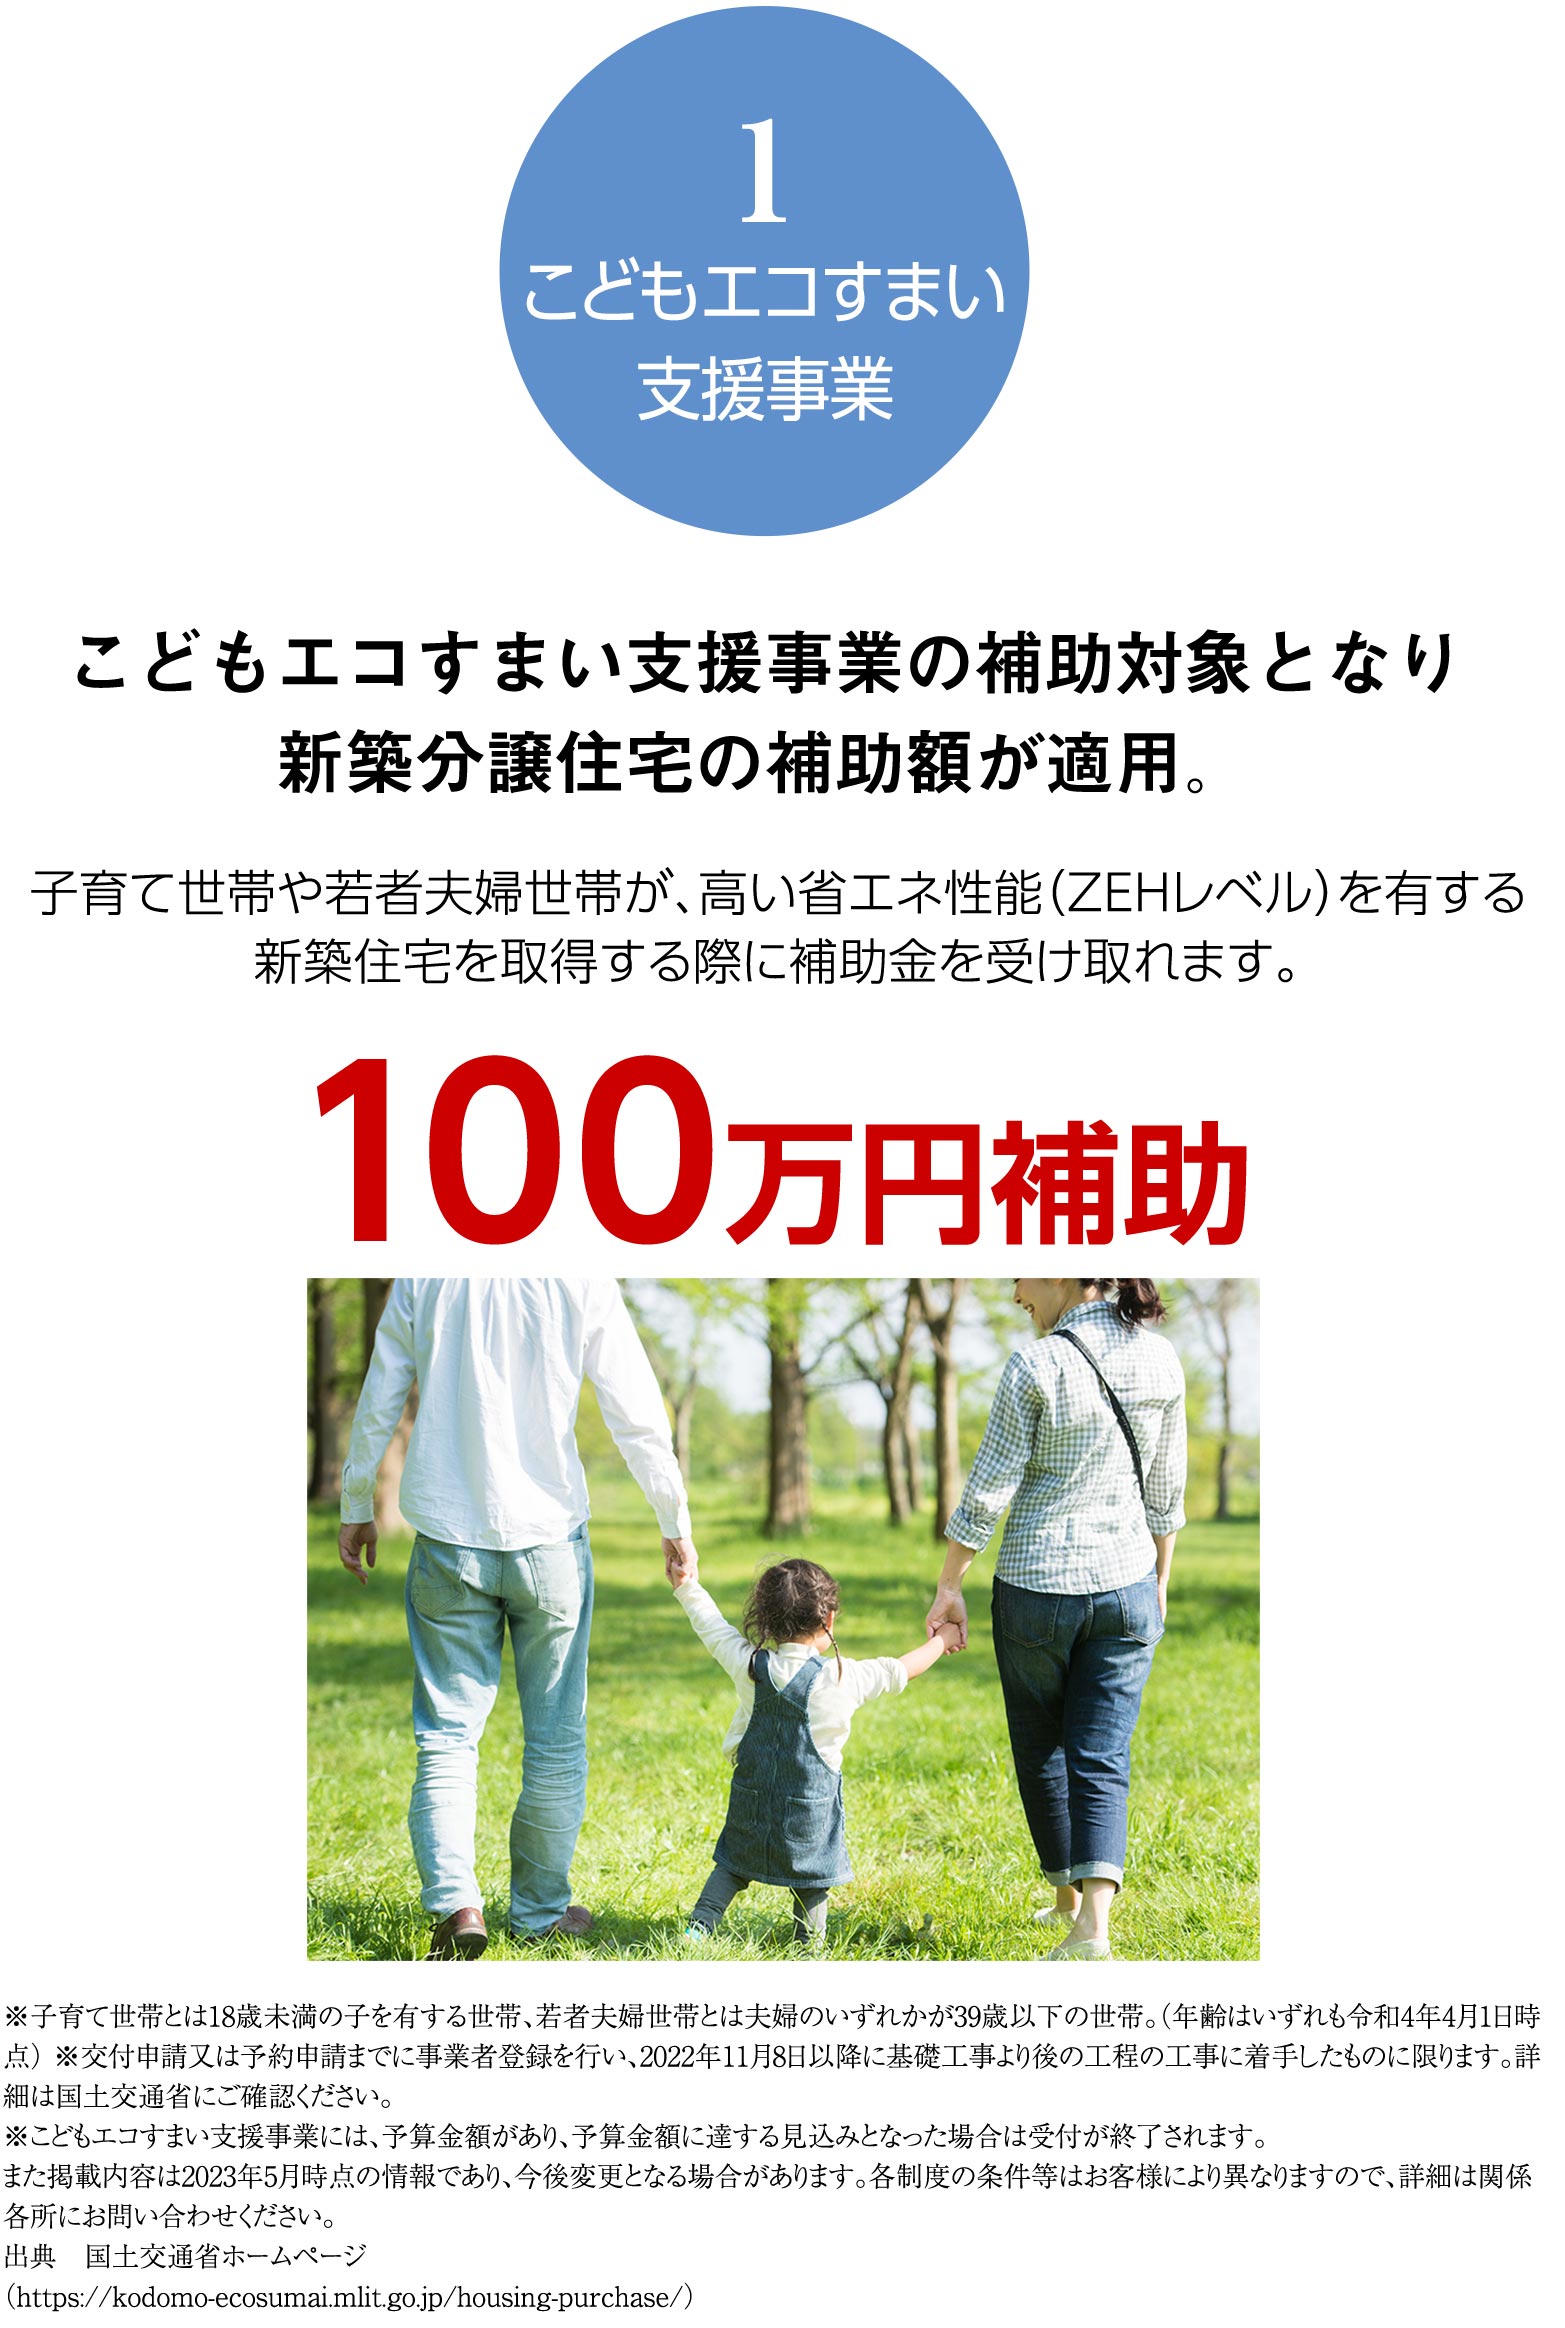 1
こどもエコすまい
支援事業
こどもエコすまい支援事業の補助対象となり
新築分譲住宅の補助額が適用。
子育て世帯や若者夫婦世帯が、高い省エネ性能（ZEHレベル）を有する
新築住宅を取得する際に補助金を受け取れます。
100万円補助
※子育て世帯とは18歳未満の子を有する世帯、若者夫婦世帯とは夫婦のいずれかが39歳以下の世帯。（年齢はいずれも令和4年4月1日時
点） ※交付申請又は予約申請までに事業者登録を行い、2022年11月8日以降に基礎工事より後の工程の工事に着手したものに限ります。詳
細は国土交通省にご確認ください。
※こどもエコすまい支援事業には、予算金額があり、予算金額に達する見込みとなった場合は受付が終了されます。
また掲載内容は2023年5月時点の情報であり、今後変更となる場合があります。各制度の条件等はお客様により異なりますので、詳細は関係
各所にお問い合わせください。
出典　国土交通省ホームページ
（https://kodomo-ecosumai.mlit.go.jp/housing-purchase/）